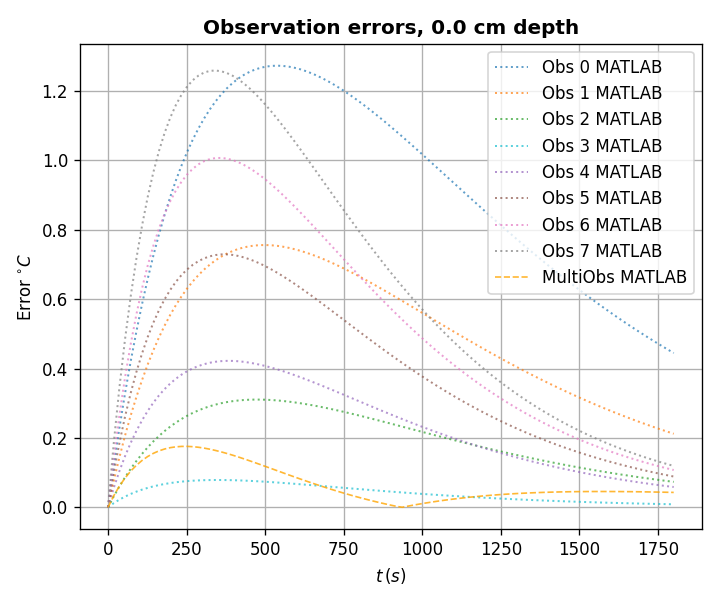 Observation errors, 0.0 cm depth
Error °C
1.2
1.0
0.8
0.6
0.4
0.2
0.0
Obs 0 MATLAB
Obs 1 MATLAB
Obs 2 MATLAB
Obs 3 MATLAB
Obs 4 MATLAB
Obs 5 MATLAB
Obs 6 MATLAB
Obs 7 MATLAB
MultiObs MATLAB
0 250 500 750 1000 1250 1500 1750
t (s)